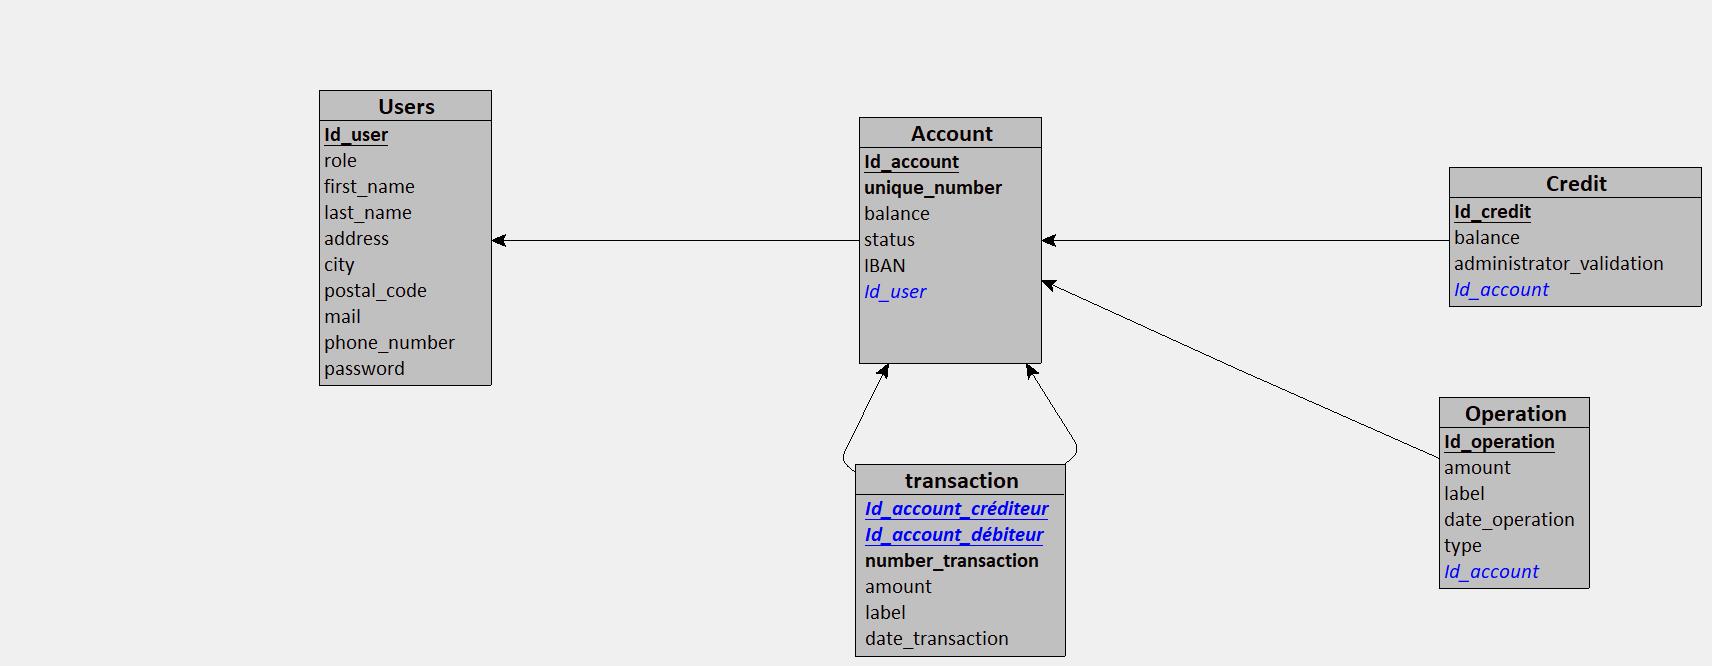 Users
Id_user
role
first_name
last_name
address
city
postal_code
mail
phone_number
password
Account
Id_account
unique_number
balance
status
IBAN
Id_user
Credit
Id_credit
balance
administrator_validation
Id_account
transaction
Id_account_créditeur
Id_account_débiteur
number_transaction
amount
label
date_transaction
Operation
Id_operation
amount
label
date_operation
type
Id_account